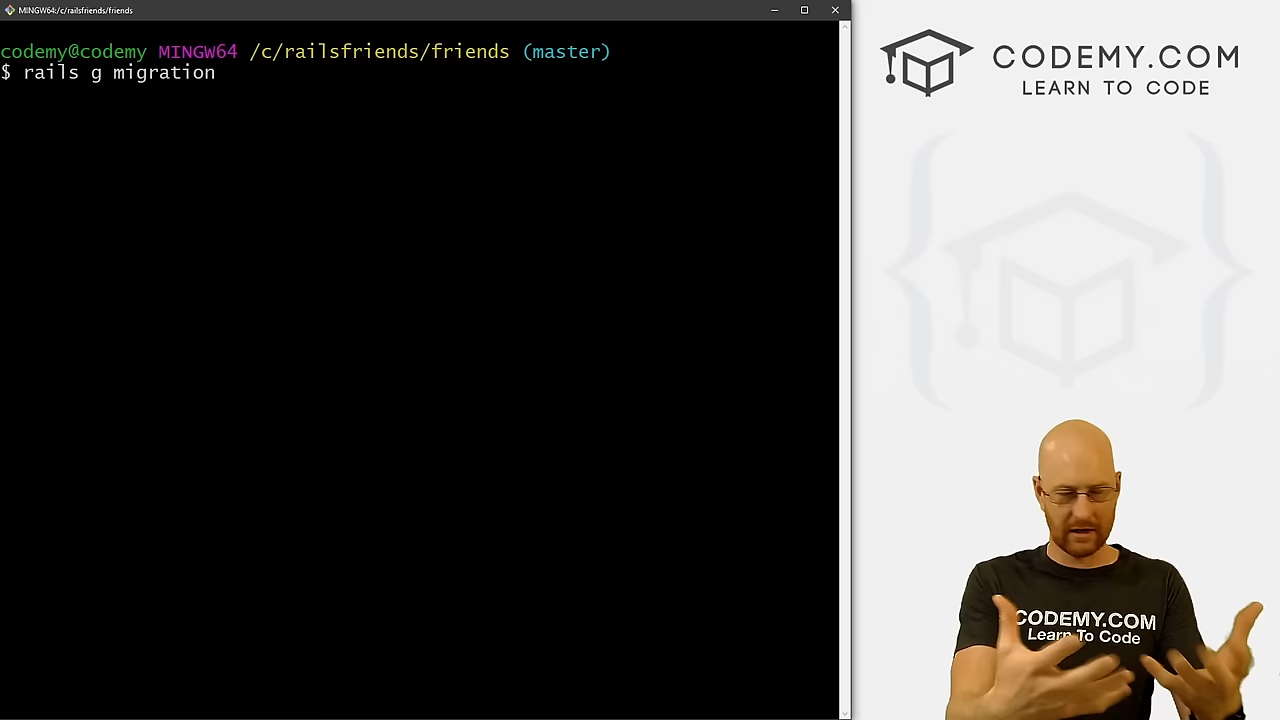 MINGW64:/c/railsfriends/friends
codemy@codemy MINGW64 /c/railsfriends/friends (master)
$ rails g migration
CODEMY.COM
LEARN TO CODE
CODEMY.COM
Learn To Code